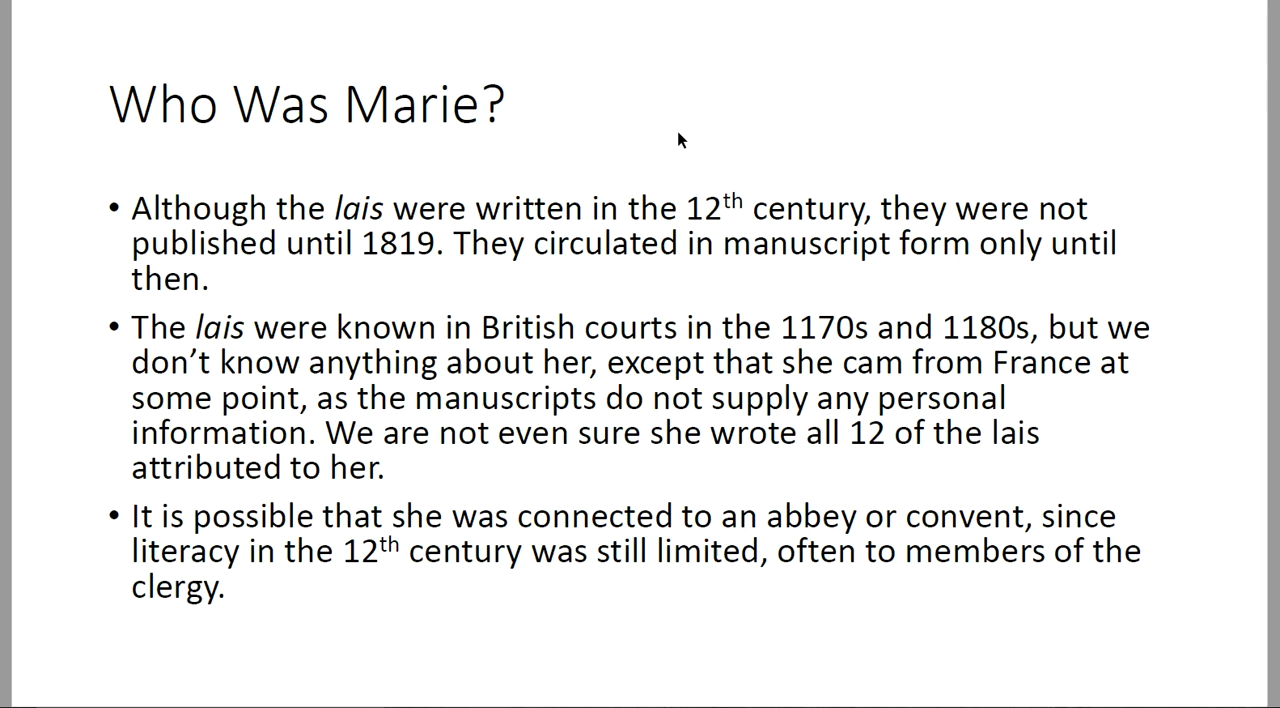 Who Was Marie?
• Although the lais were written in the 12th century, they were not
published until 1819. They circulated in manuscript form only until
then.
• The lais were known in British courts in the 1170s and 1180s, but we
don’t know anything about her, except that she cam from France at
some point, as the manuscripts do not supply any personal
information. We are not even sure she wrote all 12 of the lais
attributed to her.
• It is possible that she was connected to an abbey or convent, since
literacy in the 12th century was still limited, often to members of the
clergy.